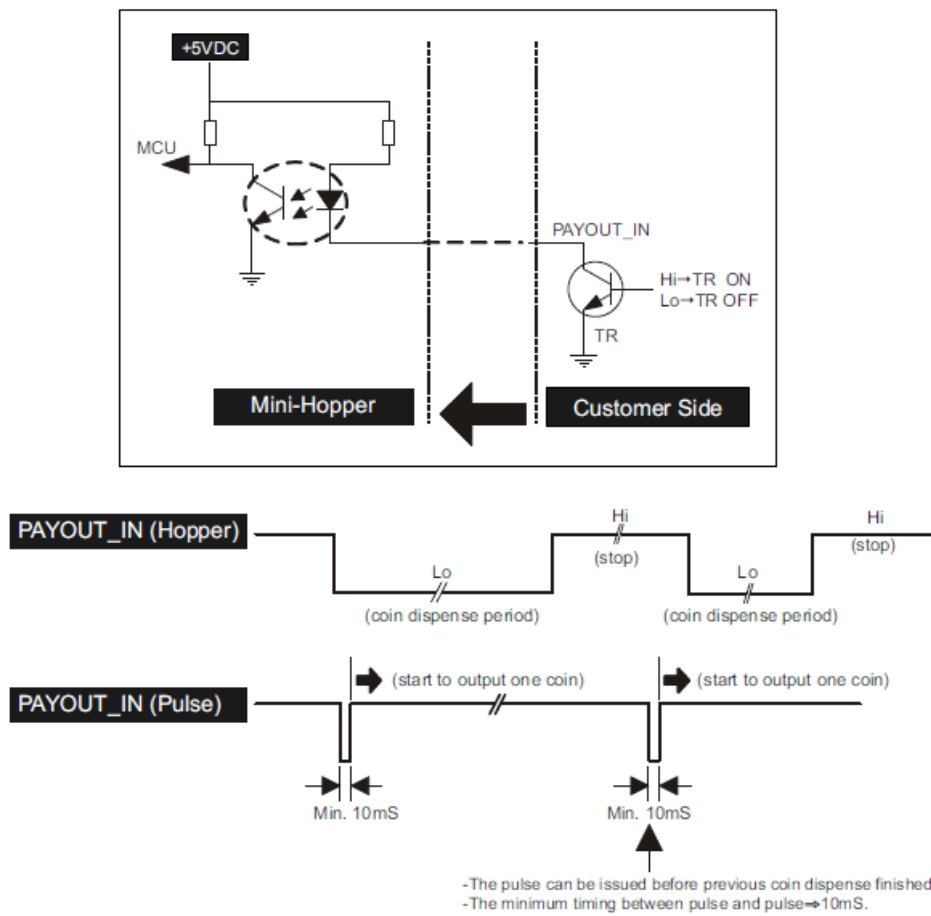 +5VDC
MCU
PAYOUT_IN
Hi→TR ON
Lo→TR OFF
TR
Mini-Hopper
Customer Side
PAYOUT_IN (Hopper)
Hi
(stop)
Hi
(stop)
Lo
(coin dispense period)
Lo
(coin dispense period)
PAYOUT_IN (Pulse)
(start to output one coin)
(start to output one coin)
Min. 10mS
Min. 10mS
-The pulse can be issued before previous coin dispense finished
-The minimum timing between pulse and pulse⇒10mS.